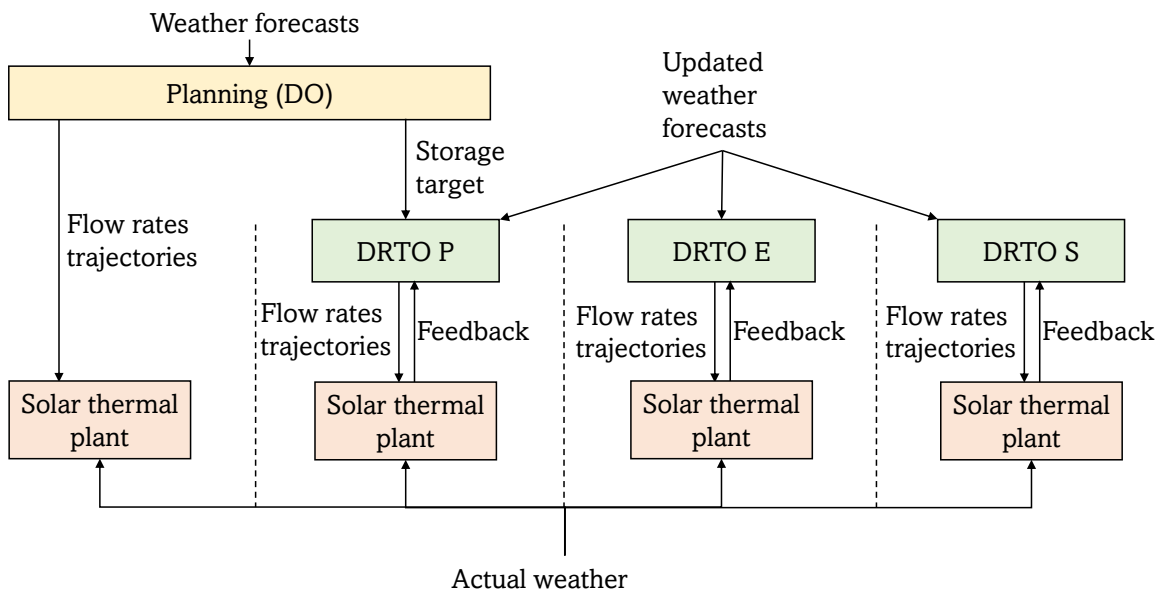 Weather forecasts
Planning (DO)
Updated
weather
forecasts
Storage
target
Flow rates
trajectories
DRTO P
DRTO E
DRTO S
Flow rates
trajectories
Feedback
Flow rates
trajectories
Feedback
Flow rates
trajectories
Feedback
Solar thermal
plant
Solar thermal
plant
Solar thermal
plant
Solar thermal
plant
Actual weather